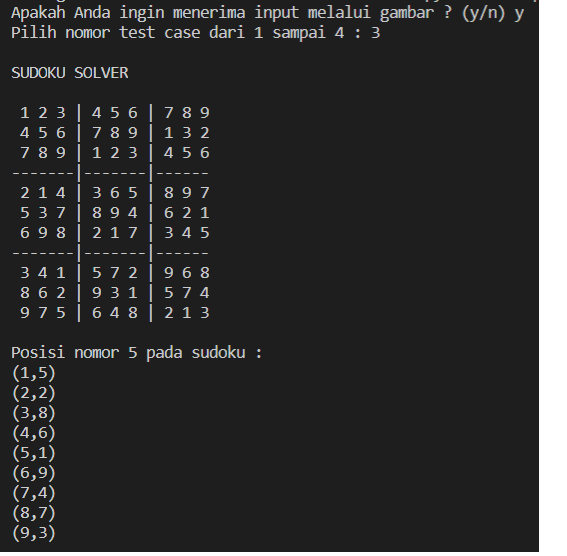 Apakah Anda ingin menerima input melalui gambar ? (y/n) y
Pilih nomor test case dari 1 sampai 4 : 3
SUDOKU SOLVER
1 2 3 | 4 5 6 | 7 8 9
4 5 6 | 7 8 9 | 1 3 2
7 8 9 | 1 2 3 | 4 5 6
-------|-------|------
2 1 4 | 3 6 5 | 8 9 7
5 3 7 | 8 9 4 | 6 2 1
6 9 8 | 2 1 7 | 3 4 5
-------|-------|------
3 4 1 | 5 7 2 | 9 6 8
8 6 2 | 9 3 1 | 5 7 4
9 7 5 | 6 4 8 | 2 1 3
Posisi nomor 5 pada sudoku :
(1,5)
(2,2)
(3,8)
(4,6)
(5,1)
(6,9)
(7,4)
(8,7)
(9,3)